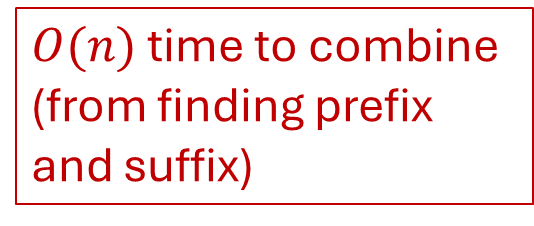 O(n) time to combine
(from finding prefix
and suffix)